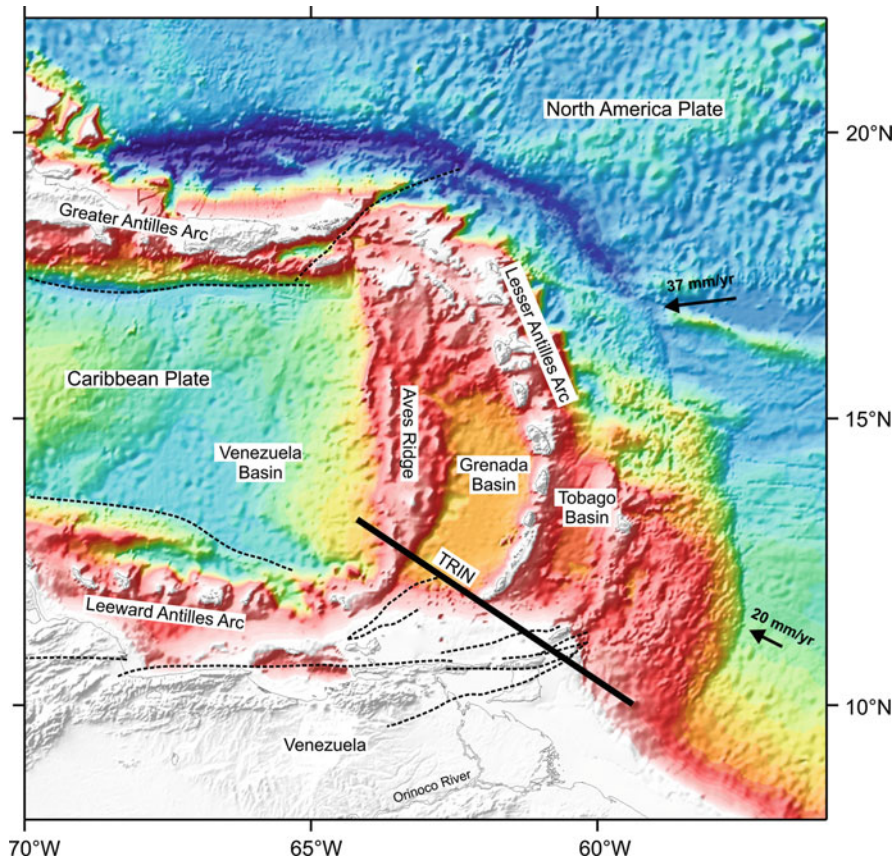 North America Plate
20°N
Greater Antilles Arc
37 mm/yr
Lesser Antilles Arc
Caribbean Plate
Aves Ridge
15°N
Venezuela
Basin
Grenada
Basin
Tobago
Basin
TRIN
Leeward Antilles Arc
20 mm/yr
10°N
Venezuela
Orinoco River
70°W
65°W
60°W